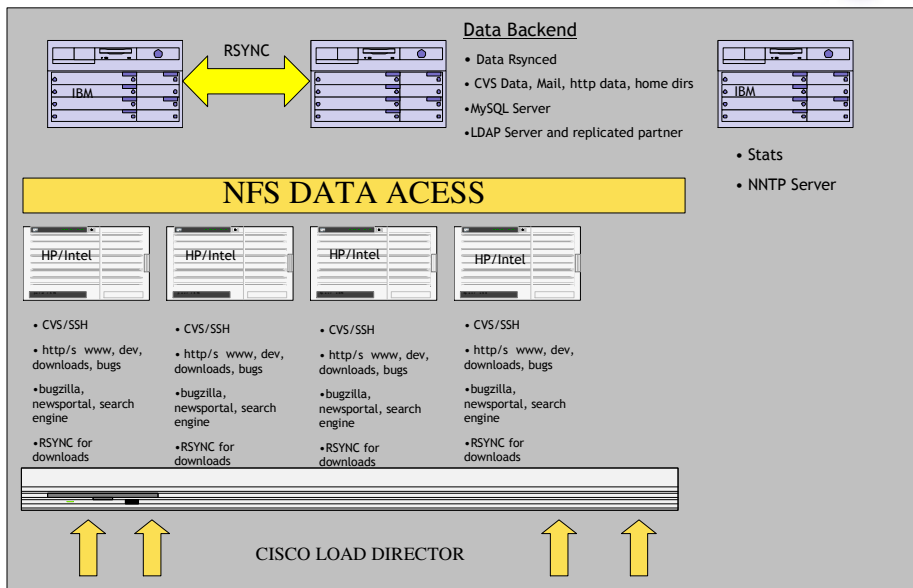 Data Backend
RSYNC
• Data Rsynced
• CVS Data, Mail, http data, home dirs
•MySQL Server
•LDAP Server and replicated partner
IBM
IBM
• Stats
• NNTP Server
NFS DATA ACESS
HP/Intel
HP/Intel
HP/Intel
HP/Intel
• CVS/SSH
• http/s www, dev,
downloads, bugs
•bugzilla,
newsportal, search
engine
•RSYNC for
downloads
• CVS/SSH
• http/s www, dev,
downloads, bugs
•bugzilla,
newsportal, search
engine
•RSYNC for
downloads
• CVS/SSH
• http/s www, dev,
downloads, bugs
•bugzilla,
newsportal, search
engine
•RSYNC for
downloads
• CVS/SSH
• http/s www, dev,
downloads, bugs
•bugzilla,
newsportal, search
engine
•RSYNC for
downloads
CISCO LOAD DIRECTOR